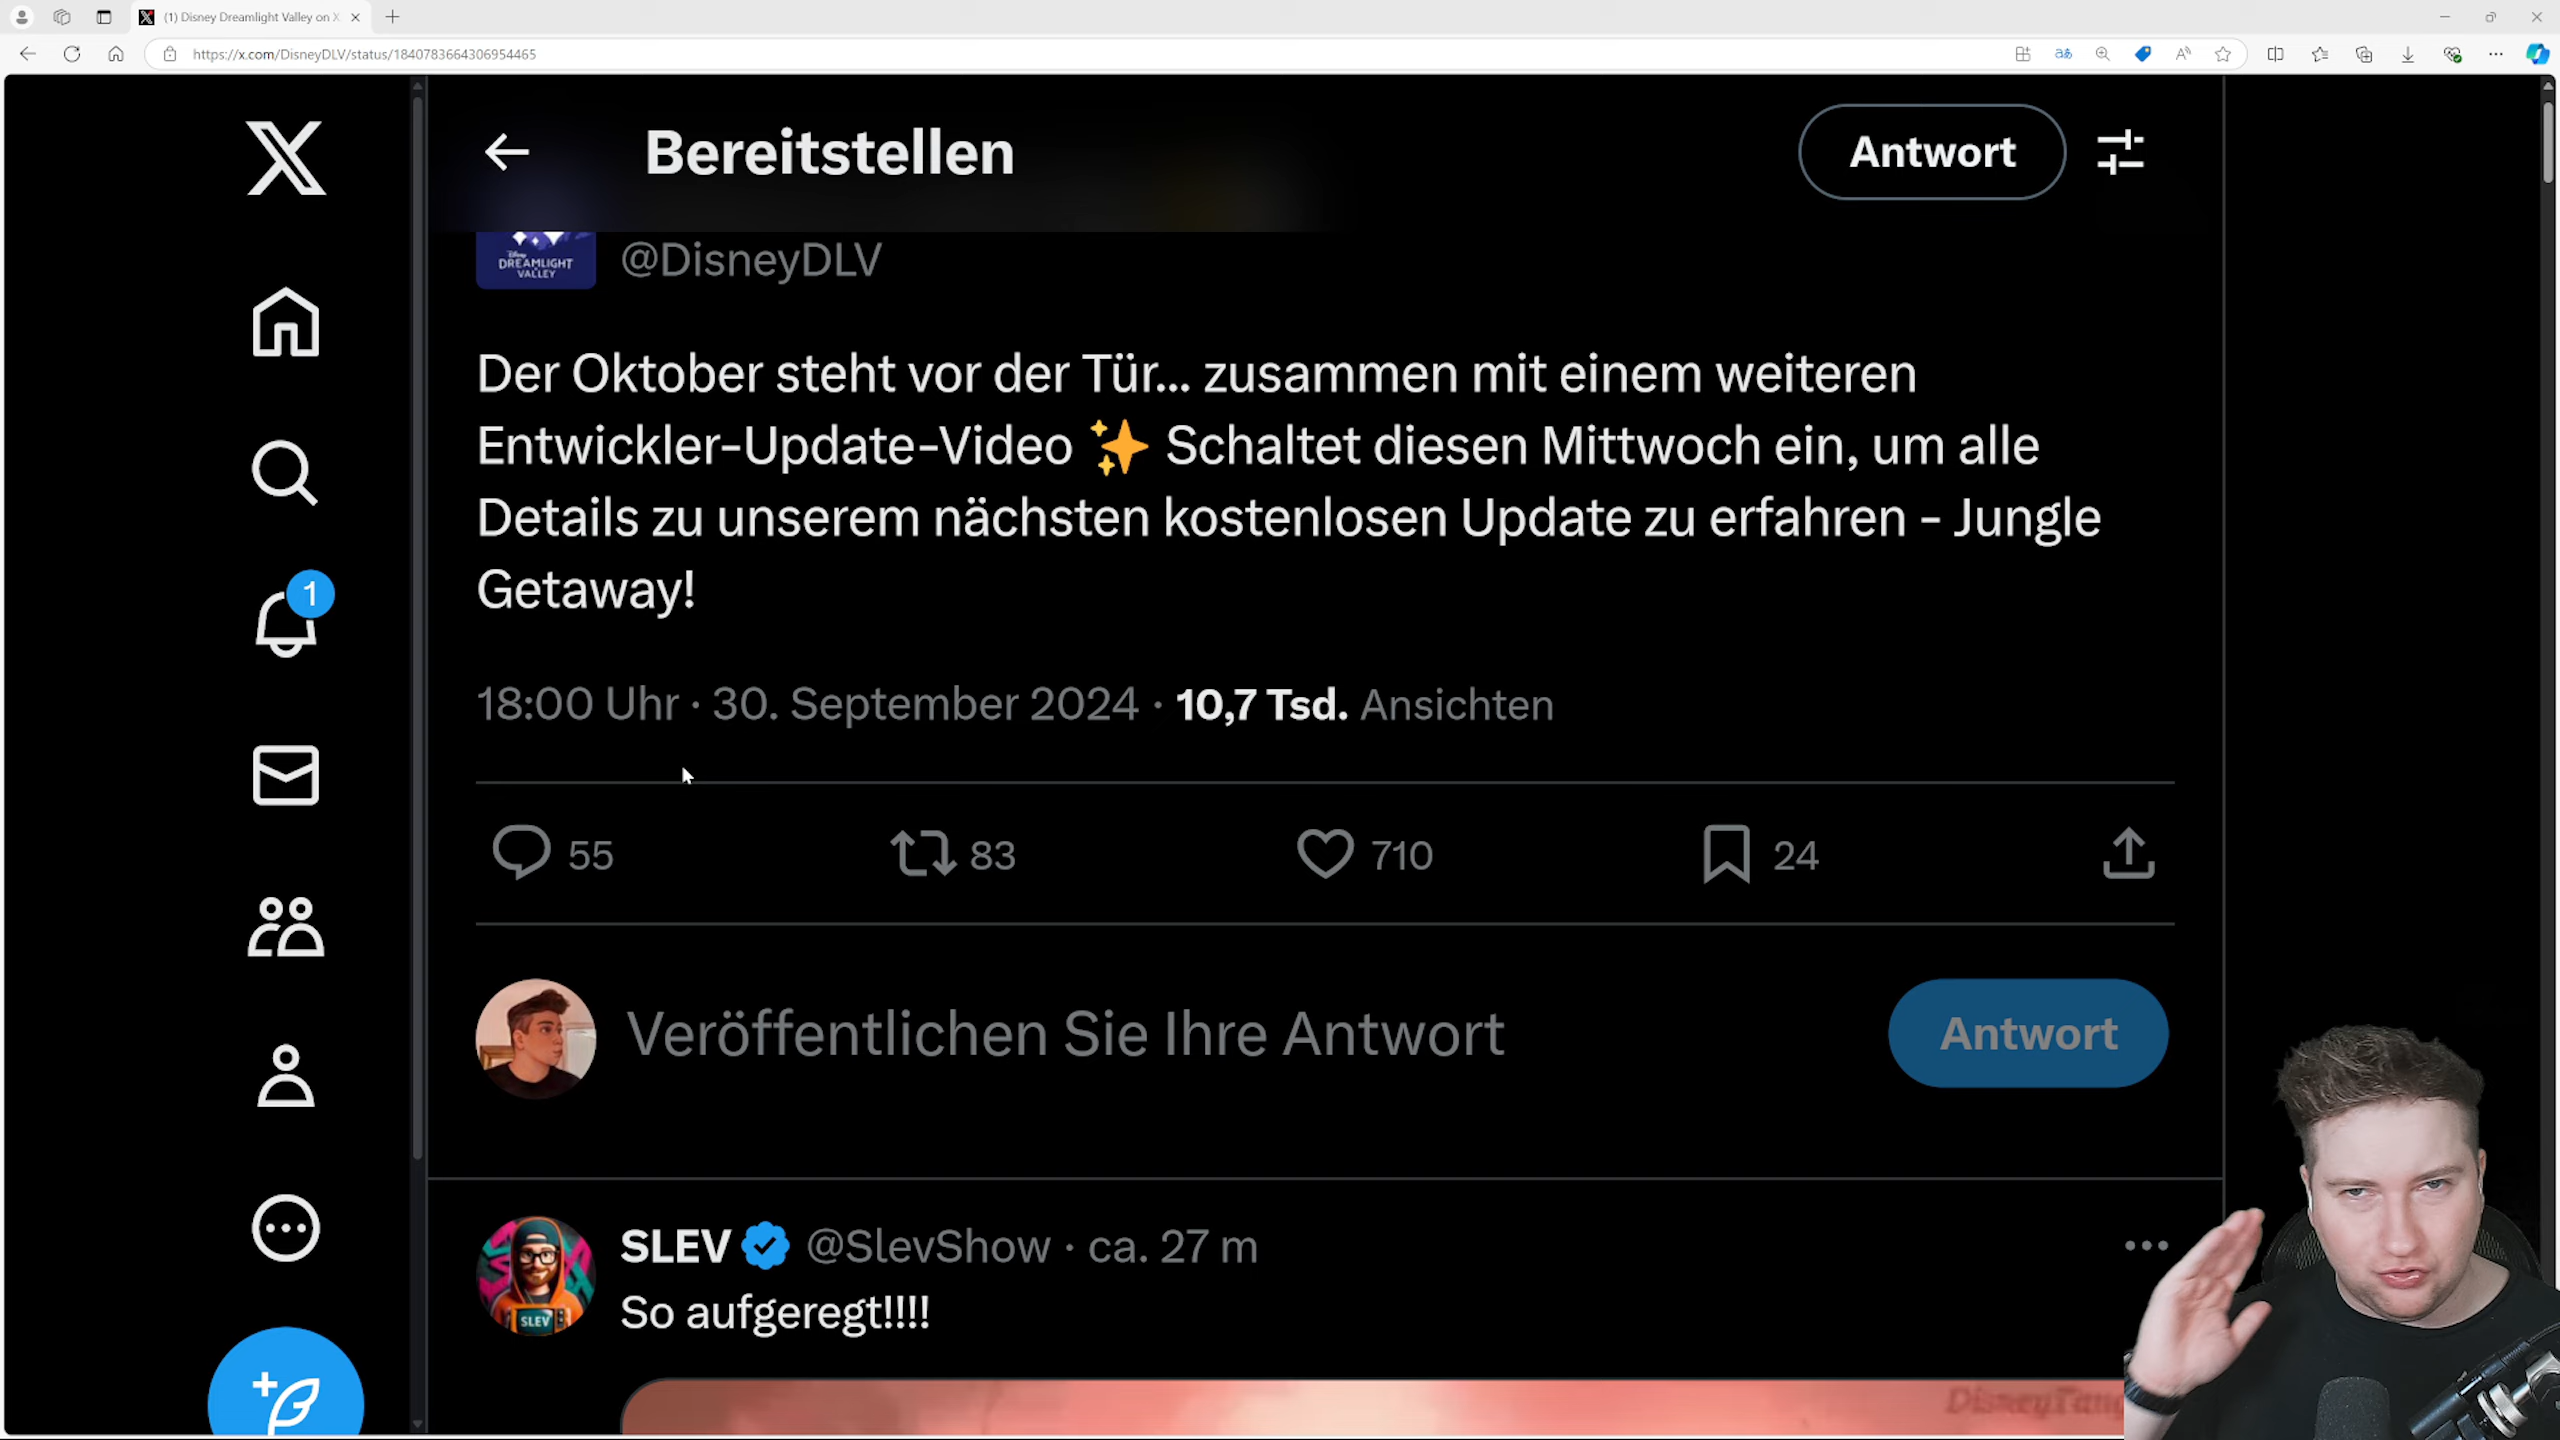 (1) Disney Dreamlight Valley on X
https://x.com/DisneyDLV/status/1840783664306954465
Bereitstellen
Antwort
Disney
DREAMLIGHT
VALLEY
@DisneyDLV
Der Oktober steht vor der Tür... zusammen mit einem weiteren
Entwickler-Update-Video ✨ Schaltet diesen Mittwoch ein, um alle
Details zu unserem nächsten kostenlosen Update zu erfahren - Jungle
Getaway!
1
18:00 Uhr · 30. September 2024 · 10,7 Tsd. Ansichten
55
83
710
24
Veröffentlichen Sie Ihre Antwort
Antwort
SLEV @SlevShow · ca. 27 m
So aufgeregt!!!!
SLEV